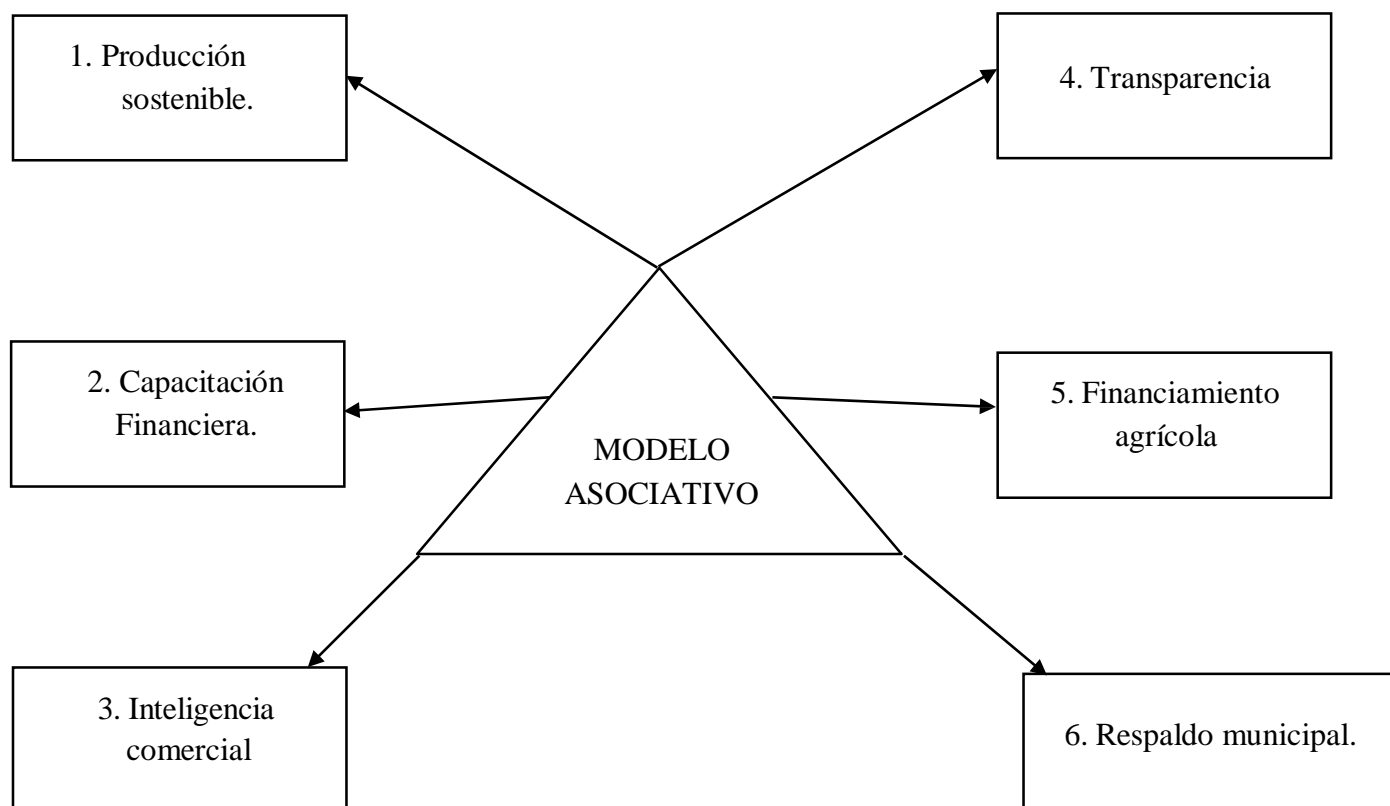 1. Producción
sostenible.
2. Capacitación
Financiera.
3. Inteligencia
comercial
MODELO
ASOCIATIVO
4. Transparencia
5. Financiamiento
agrícola
6. Respaldo municipal.